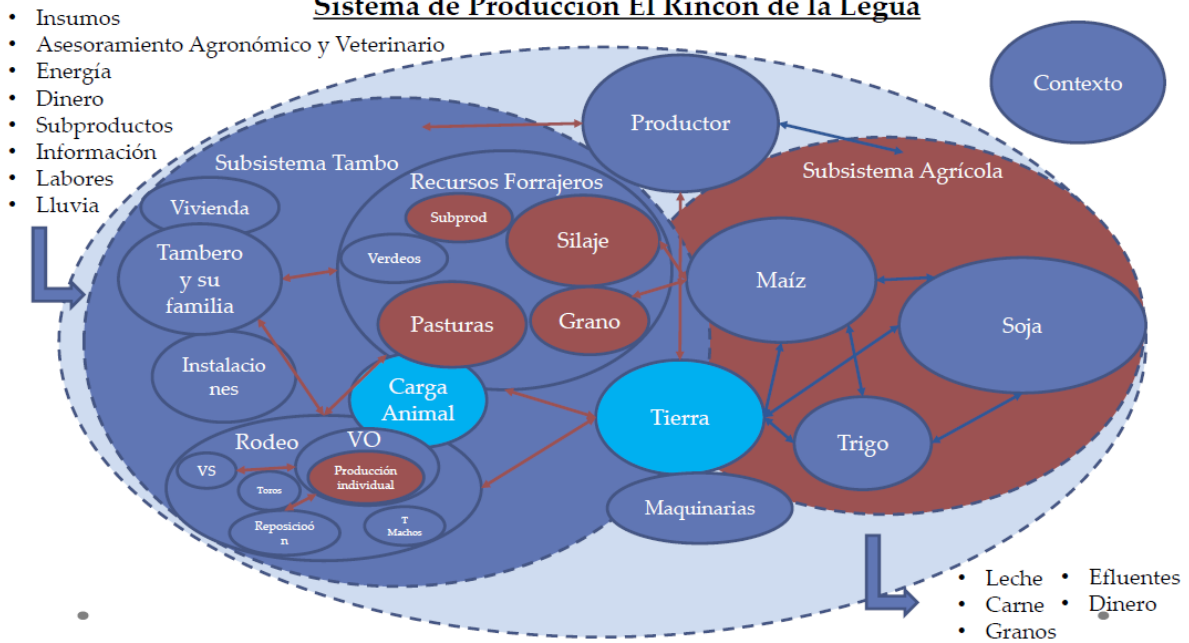 Sistema de Producción El Rincón de la Legua
• Insumos
• Asesoramiento Agronómico y Veterinario
• Energía
• Dinero
• Subproductos
• Información
• Labores
• Lluvia
Contexto
Productor
Subsistema Tambo
Subsistema Agrícola
Recursos Forrajeros
Vivienda
Subprod
Silaje
Verdeos
Tambero
y su
familia
Maíz
Pasturas
Grano
Soja
Instalacio
nes
Carga
Animal
Tierra
Rodeo
VO
Trigo
VS
Producción
individual
Toros
Maquinarias
Reposicioó
n
T
Machos
• Leche
• Carne
• Granos
• Efluentes
• Dinero